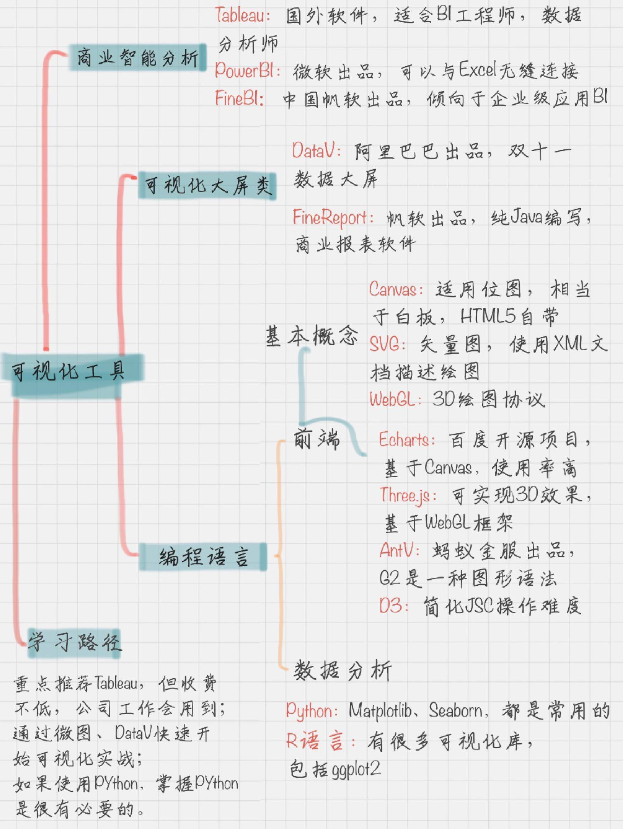 Tableau：国外软件，适合BI工程师，数据
分析师
商业智能分析
PowerBI：微软出品，可以与Excel无缝连接
FineBI：中国帆软出品，倾向于企业级应用BI
DataV：阿里巴巴出品，双十一
数据大屏
可视化大屏类
FineReport：帆软出品，纯Java编写，
商业报表软件
可视化工具
基本概念
Canvas：适用位图，相当
于白板，HTML5自带
SVG：矢量图，使用XML文
档描述绘图
WebGL：3D绘图协议
前端
Echarts：百度开源项目，
基于Canvas，使用率高
Three.js：可实现3D效果，
基于WebGL框架
AntV：蚂蚁金服出品，
G2是一种图形语法
D3：简化JSC操作难度
编程语言
数据分析
Python：Matplotlib、Seaborn，都是常用的
R语言：有很多可视化库，
包括ggplot2
学习路径
重点推荐Tableau，但收费
不低，公司工作会用到；
通过微图、DataV快速开
始可视化实战；
如果使用PYthon，掌握PYthon
是很有必要的。